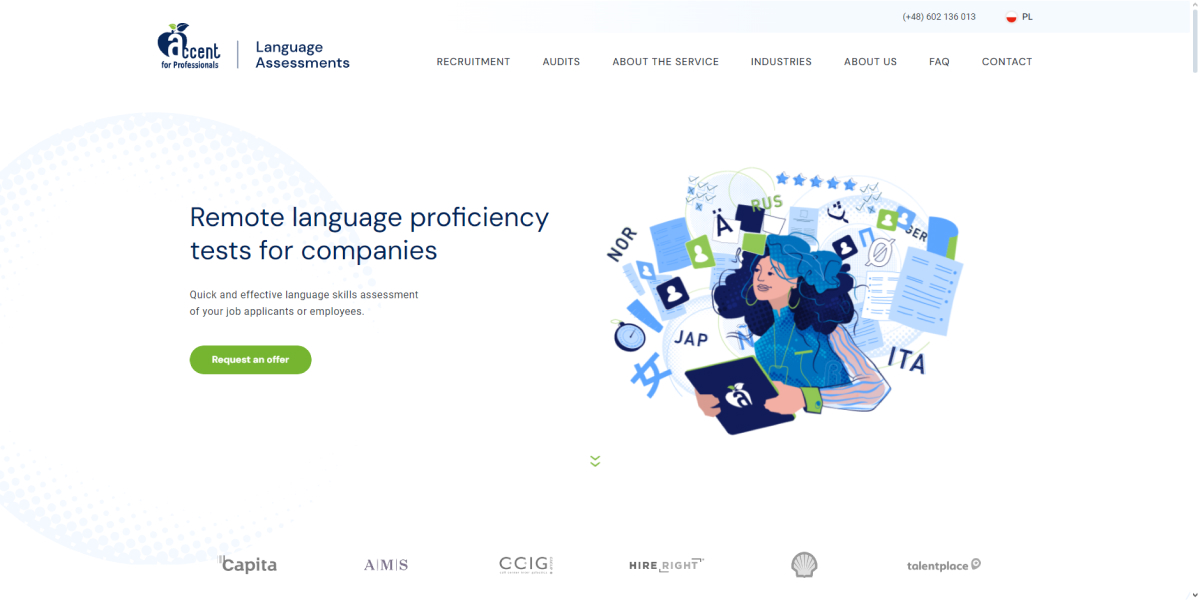 (+48) 602 136 013
PL
accent
for Professionals
Language
Assessments
RECRUITMENT
AUDITS
ABOUT THE SERVICE
INDUSTRIES
ABOUT US
FAQ
CONTACT
Remote language proficiency
tests for companies
Quick and effective language skills assessment
of your job applicants or employees.
Request an offer
RUS
Ä
NOR
GER
Ø
JAP
ITA
女
a
Capita
A|M|S
CCIG
HIRERIGHT
talentplace